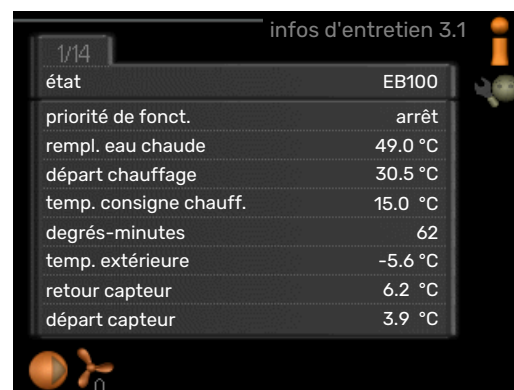 infos d'entretien 3.1
1/14
état EB100
priorité de fonct. arrêt
rempl. eau chaude 49.0 °C
départ chauffage 30.5 °C
temp. consigne chauff. 15.0 °C
degrés-minutes 62
temp. extérieure -5.6 °C
retour capteur 6.2 °C
départ capteur 3.9 °C
0